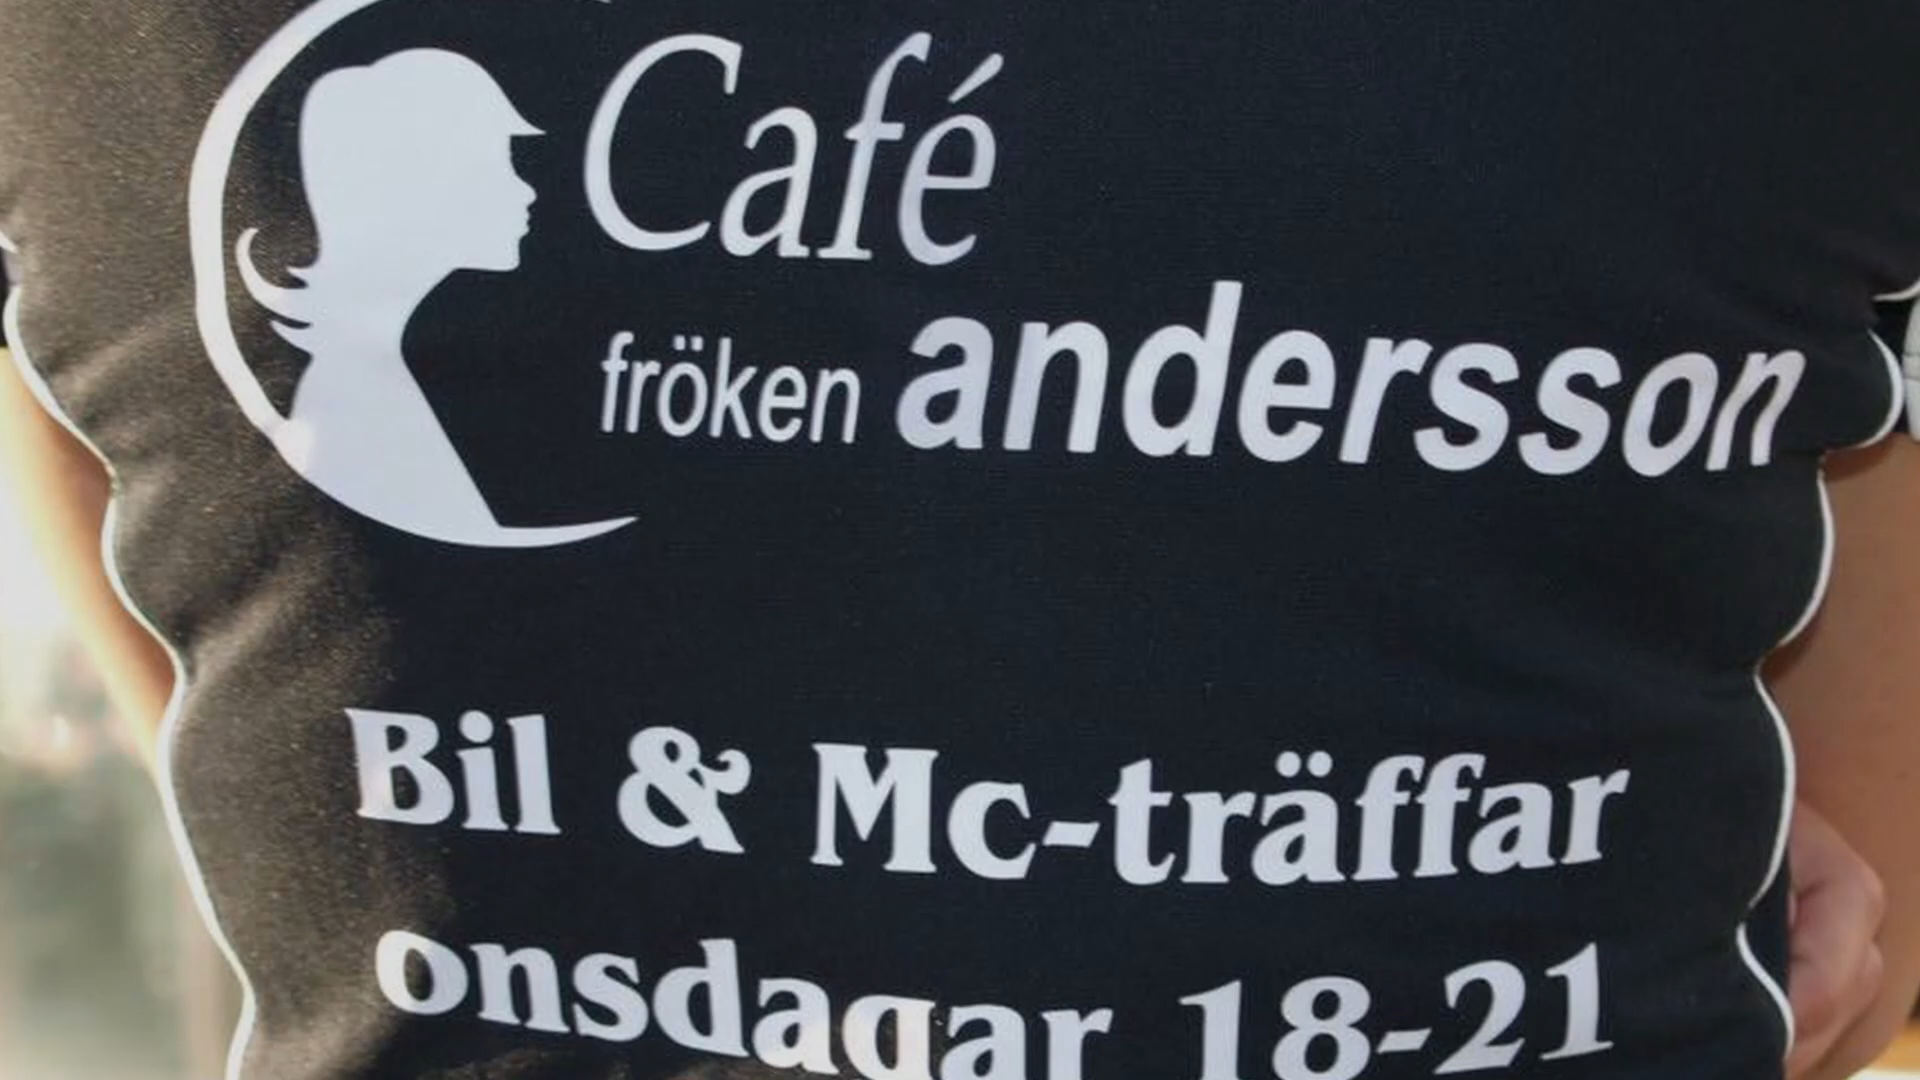 Café
fröken andersson
Bil & Mc-träffar
onsdagar 18-21